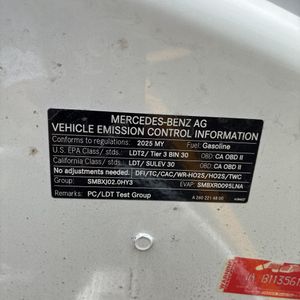 MERCEDES-BENZ AG
VEHICLE EMISSION CONTROL INFORMATION
Conforms to regulations: 2025 MY Fuel: Gasoline
U.S. EPA Class/ stds.: LDT2/ Tier 3 BIN 30 OBD: CA OBD II
California Class/ stds.: LDT/ SULEV 30 OBD: CA OBD II
No adjustments needed: DFI/TC/CAC/WR-HO2S/HO2S/TWC
Group: SMBXJ02.0HY3 EVAP: SMBXR0095LNA
Remarks: PC/LDT Test Group
B113561